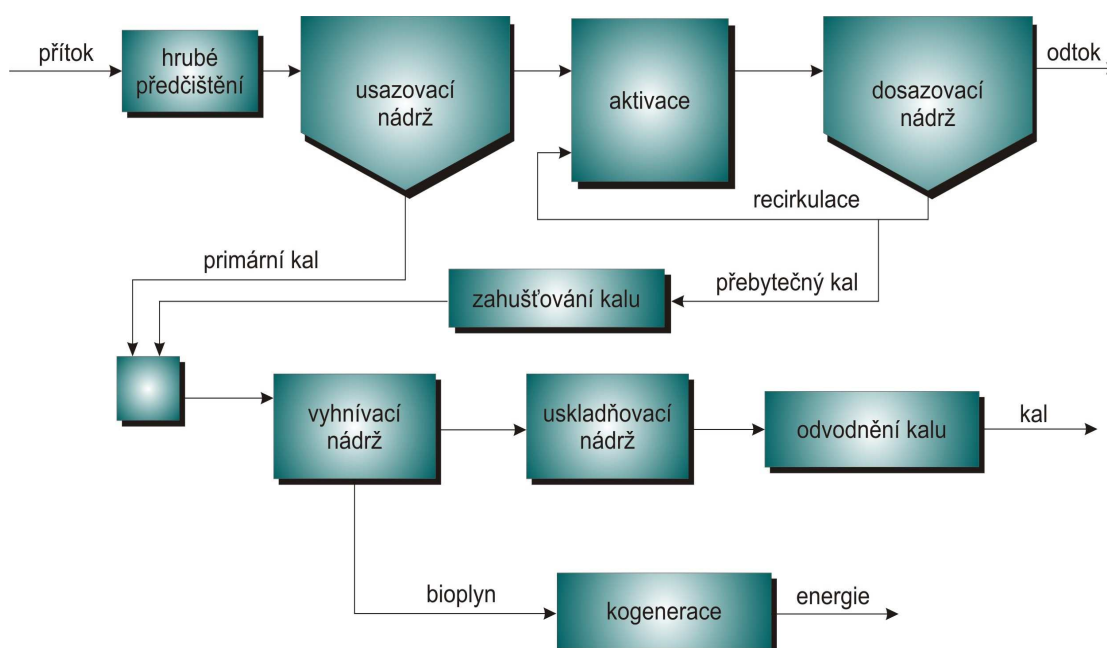 přítok
hrubé
předčištění
usazovací
nádrž
aktivace
dosazovací
nádrž
odtok
recirkulace
primární kal
zahušťování kalu
přebytečný kal
vyhnívací
nádrž
uskladňovací
nádrž
odvodnění kalu
kal
bioplyn
kogenerace
energie